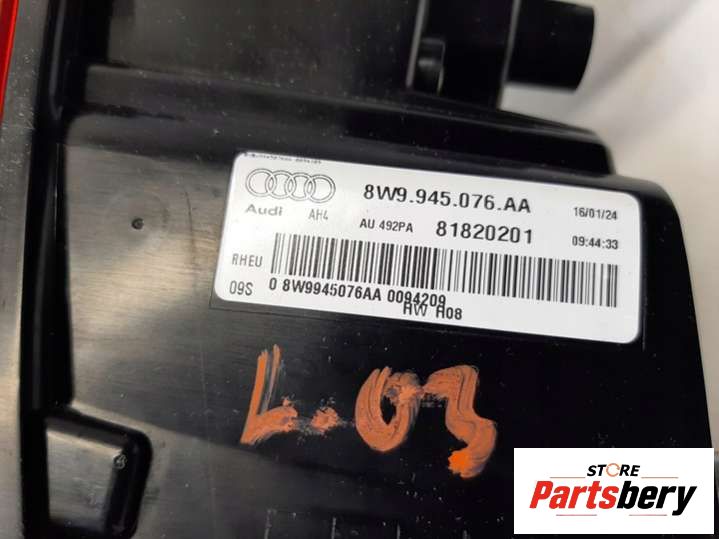 8W9.945.076.AA
16/01/24
Audi
AH4
AU 492PA
81820201
09:44:33
RHEU
09S
0 8W9945076AA 0094209
HW H08
L.03
STORE
Partsbery